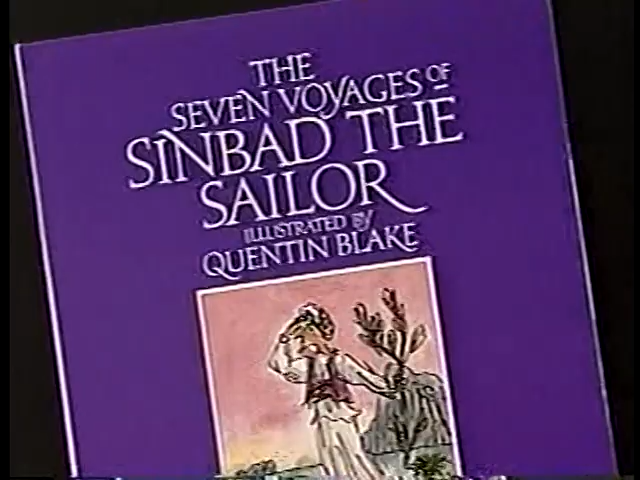 THE
SEVEN VOYAGES OF
SINBAD THE
SAILOR
ILLUSTRATED BY
QUENTIN BLAKE